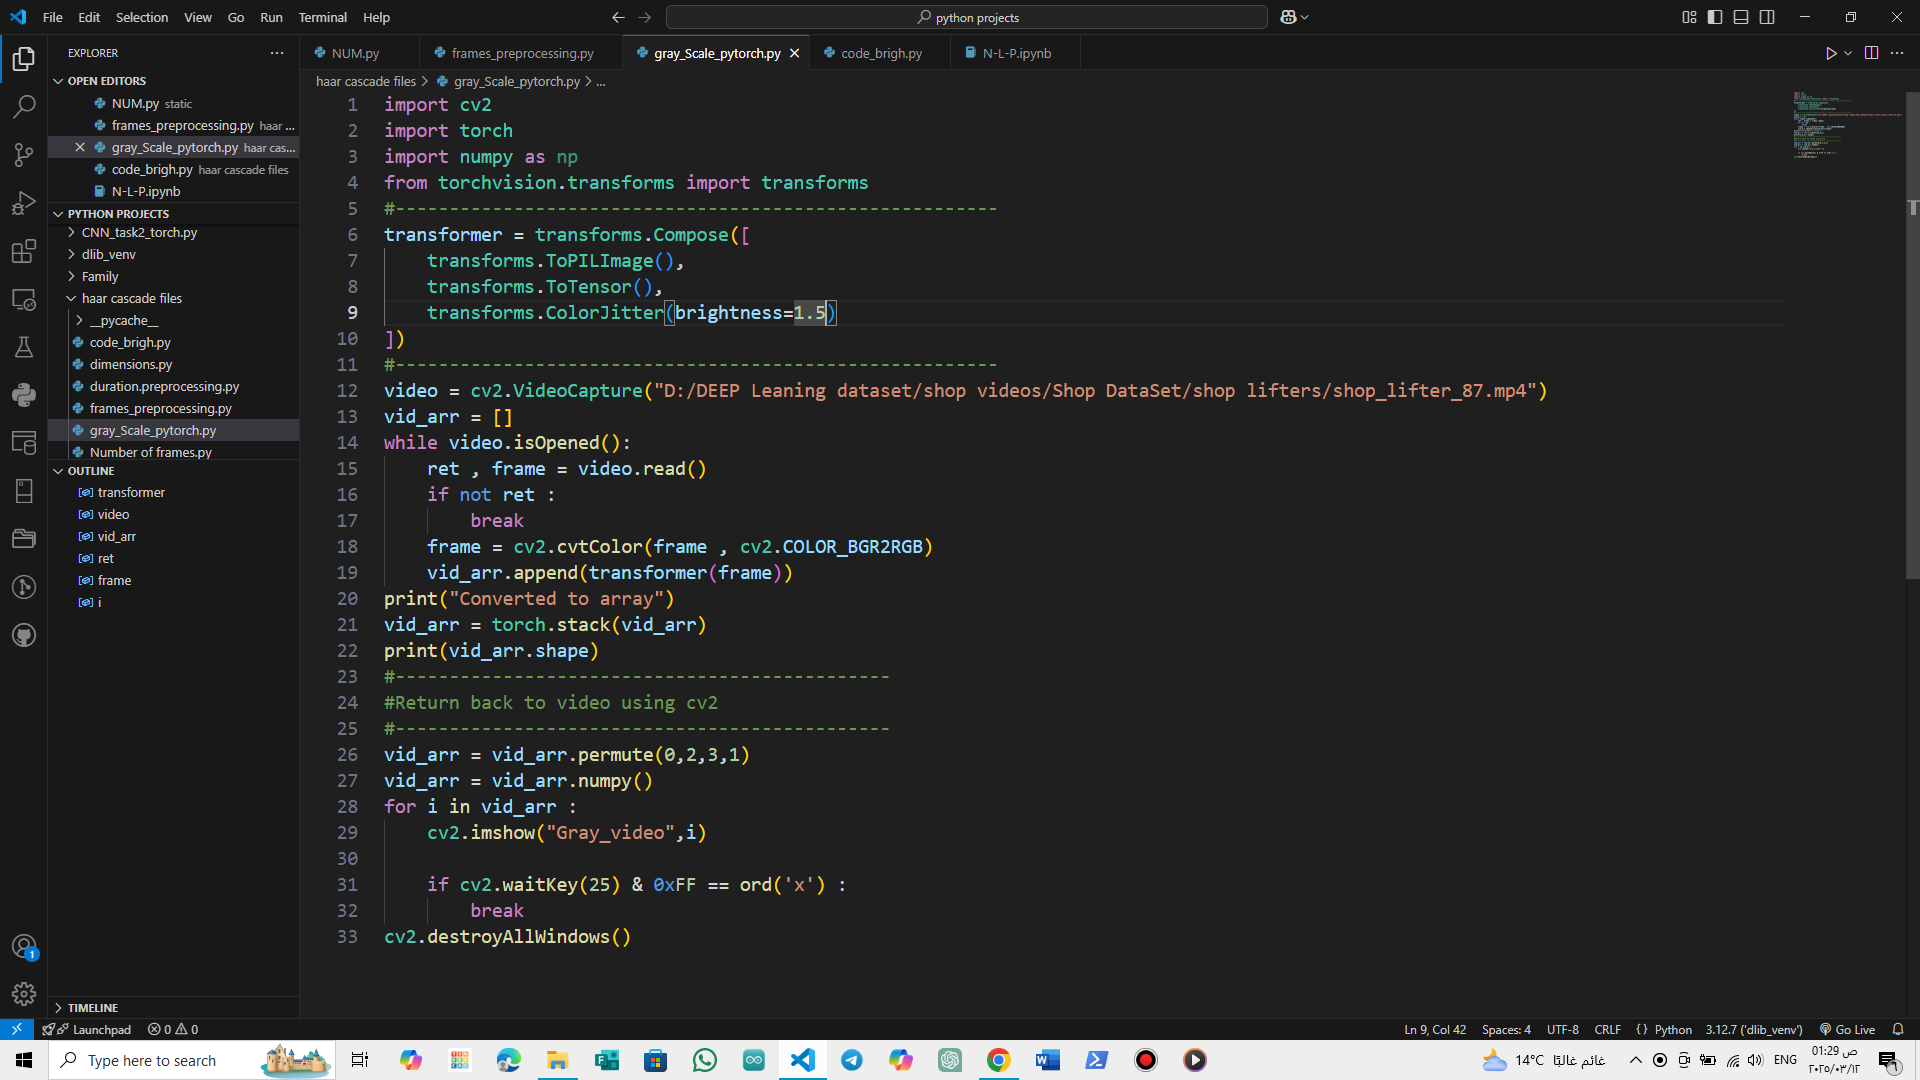 File Edit Selection View Go Run Terminal Help
python projects
EXPLORER
OPEN EDITORS
NUM.py static
frames_preprocessing.py haar ...
gray_Scale_pytorch.py haar cas...
code_brigh.py haar cascade files
N-L-P.ipynb
PYTHON PROJECTS
CNN_task2_torch.py
dlib_venv
Family
haar cascade files
__pycache__
code_brigh.py
dimensions.py
duration.preprocessing.py
frames_preprocessing.py
gray_Scale_pytorch.py
Number of frames.py
OUTLINE
transformer
video
vid_arr
ret
frame
i
TIMELINE
NUM.py frames_preprocessing.py gray_Scale_pytorch.py code_brigh.py N-L-P.ipynb
haar cascade files > gray_Scale_pytorch.py > ...
1 import cv2
2 import torch
3 import numpy as np
4 from torchvision.transforms import transforms
5 #--------------------------------------------------------
6 transformer = transforms.Compose([
7 transforms.ToPILImage(),
8 transforms.ToTensor(),
9 transforms.ColorJitter(brightness=1.5)
10 ])
11 #--------------------------------------------------------
12 video = cv2.VideoCapture("D:/DEEP Leaning dataset/shop videos/Shop DataSet/shop lifters/shop_lifter_87.mp4")
13 vid_arr = []
14 while video.isOpened():
15 ret , frame = video.read()
16 if not ret :
17 break
18 frame = cv2.cvtColor(frame , cv2.COLOR_BGR2RGB)
19 vid_arr.append(transformer(frame))
20 print("Converted to array")
21 vid_arr = torch.stack(vid_arr)
22 print(vid_arr.shape)
23 #----------------------------------------------
24 #Return back to video using cv2
25 #----------------------------------------------
26 vid_arr = vid_arr.permute(0,2,3,1)
27 vid_arr = vid_arr.numpy()
28 for i in vid_arr :
29 cv2.imshow("Gray_video",i)
30
31 if cv2.waitKey(25) & 0xFF == ord('x') :
32 break
33 cv2.destroyAllWindows()
1
Launchpad 0 0
Ln 9, Col 42 Spaces: 4 UTF-8 CRLF {} Python 3.12.7 ('dlib_venv') Go Live
Type here to search
14°C غائم غالبًا
ENG
01:29 ص
٢٠٢٥/٠٣/١٢